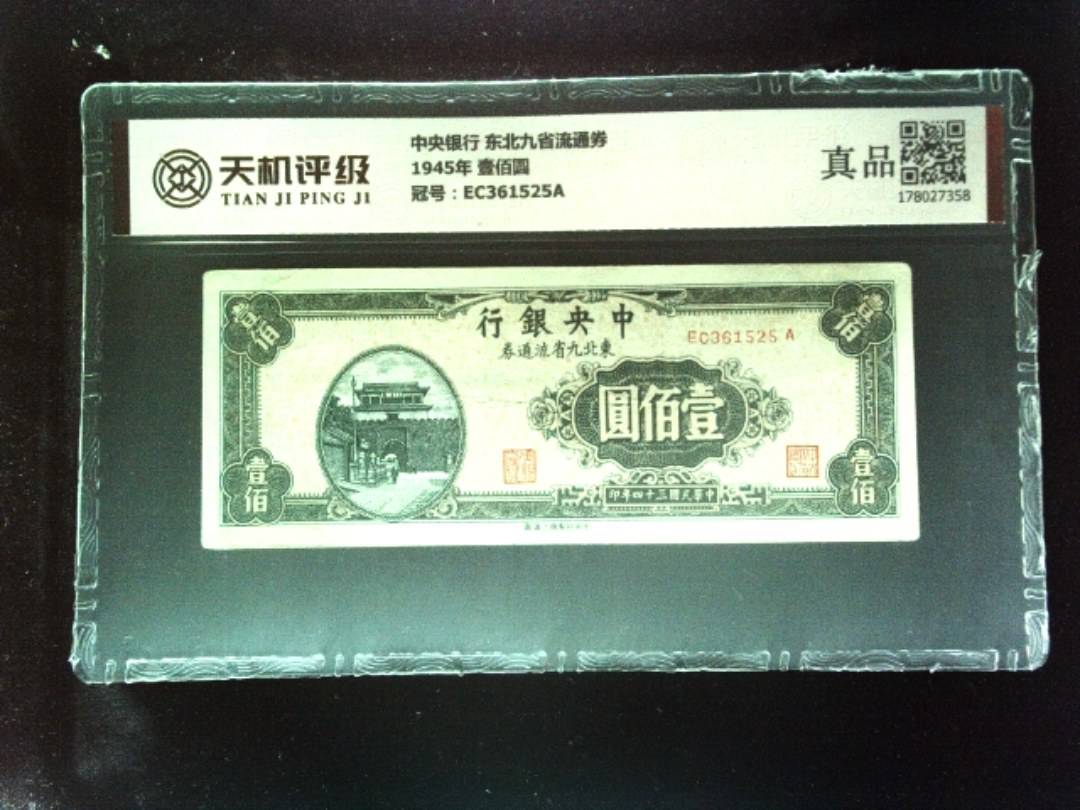 天机评级
TIAN JI PING JI
中央银行 东北九省流通券
1945年 壹佰圆
冠号：EC361525A
真品
178027358
行銀央中
券通流省九北東
EC361525 A
圓佰壹
壹佰
壹佰
壹佰
壹佰
印年四十三國民華中